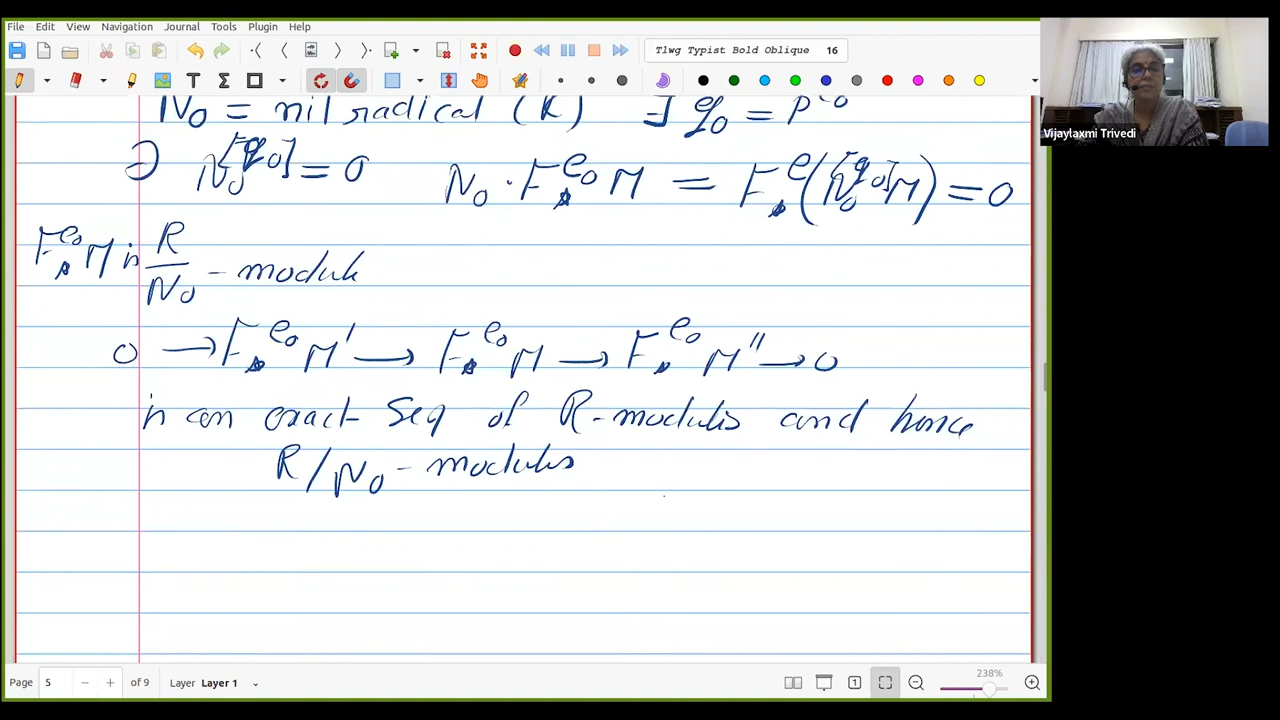 File Edit View Navigation Journal Tools Plugin Help
Tlwg Typist Bold Oblique 16
N₀ = nilradical (R) ∃ q₀ = p^{e₀}
∋ N₀^{[q₀]} = 0 N₀ · F_*^{e₀} M = F_*^{e}(N₀^{[q₀]} M) = 0
F_*^{e₀} M is R/N₀ - module
0 → F_*^{e₀} M' → F_*^{e₀} M → F_*^{e₀} M'' → 0
is an exact seq of R-modules and hence
R/N₀ - modules
Vijaylaxmi Trivedi
Page 5 of 9 Layer Layer 1 238%